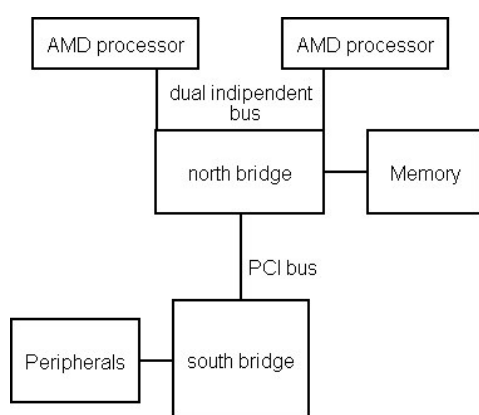 AMD processor
AMD processor
dual indipendent
bus
north bridge
Memory
PCI bus
Peripherals
south bridge